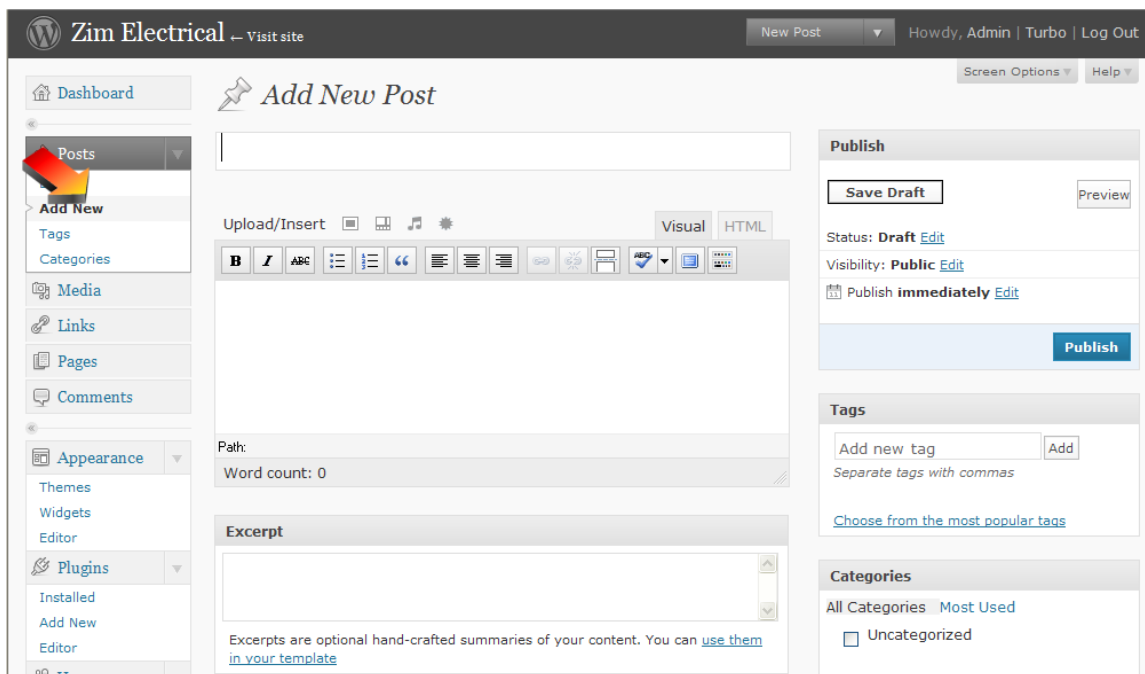 Zim Electrical ← Visit site
New Post
Howdy, Admin | Turbo | Log Out
Screen Options
Help
Dashboard
Posts
Add New
Tags
Categories
Media
Links
Pages
Comments
Appearance
Themes
Widgets
Editor
Plugins
Installed
Add New
Editor
Add New Post
Upload/Insert
Visual
HTML
B I ABC
ABC
Path:
Word count: 0
Excerpt
Excerpts are optional hand-crafted summaries of your content. You can use them
in your template
Publish
Save Draft
Preview
Status: Draft Edit
Visibility: Public Edit
Publish immediately Edit
Publish
Tags
Add new tag
Add
Separate tags with commas
Choose from the most popular tags
Categories
All Categories Most Used
Uncategorized